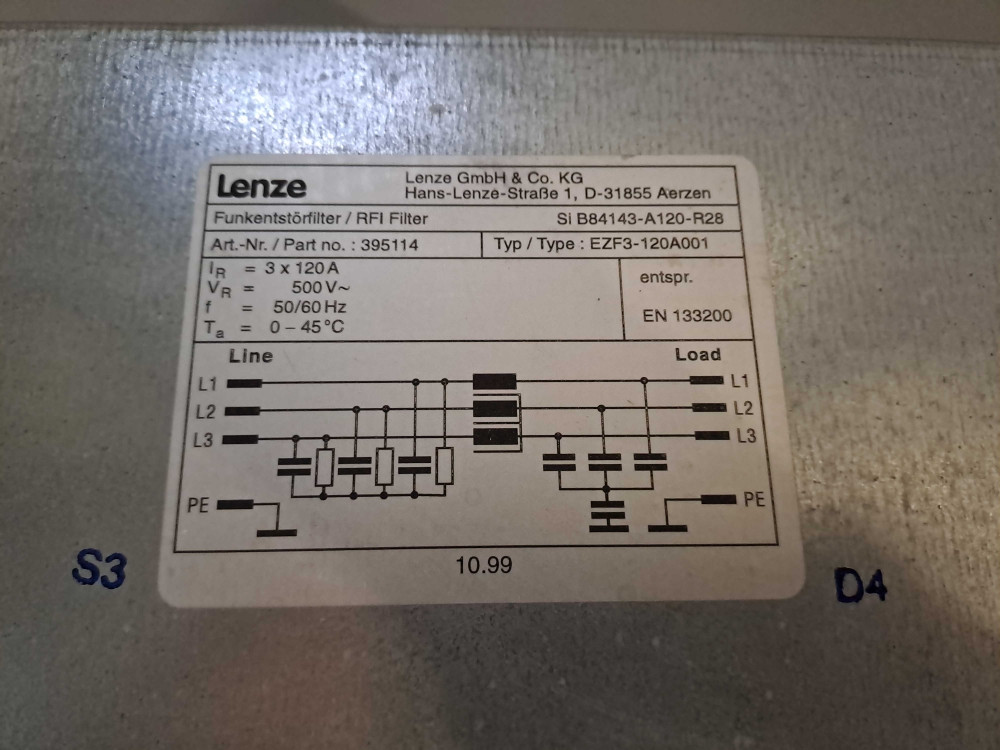 Lenze
Lenze GmbH & Co. KG
Hans-Lenze-Straße 1, D-31855 Aerzen
Funkentstörfilter / RFI Filter Si B84143-A120-R28
Art.-Nr. / Part no. : 395114 Typ / Type : EZF3-120A001
IR = 3 x 120 A
VR = 500 V~
f = 50/60 Hz
Ta = 0 – 45 °C
entspr.
EN 133200
Line Load
L1 L1
L2 L2
L3 L3
PE PE
10.99
S3 D4